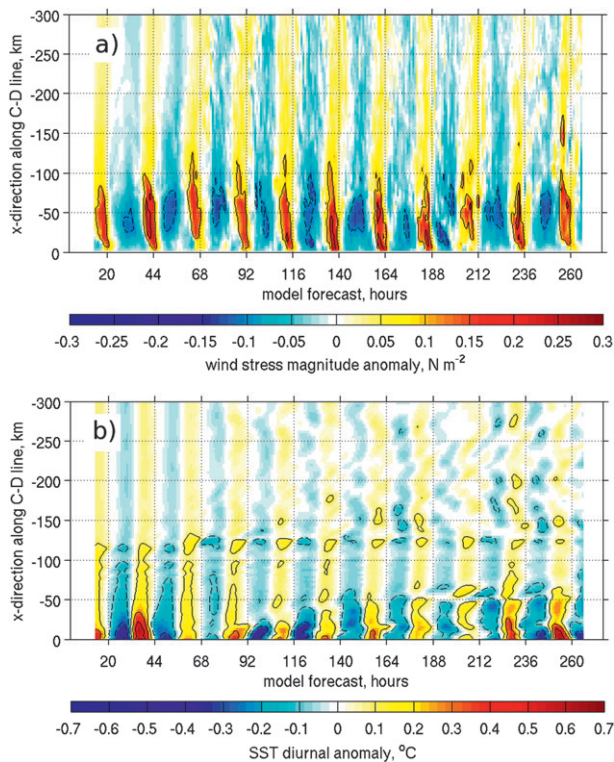 a)
x-direction along C-D line, km
-300
-250
-200
-150
-100
-50
0
20 44 68 92 116 140 164 188 212 236 260
model forecast, hours
-0.3 -0.25 -0.2 -0.15 -0.1 -0.05 0 0.05 0.1 0.15 0.2 0.25 0.3
wind stress magnitude anomaly, N m⁻²
b)
x-direction along C-D line, km
-300
-250
-200
-150
-100
-50
0
20 44 68 92 116 140 164 188 212 236 260
model forecast, hours
-0.7 -0.6 -0.5 -0.4 -0.3 -0.2 -0.1 0 0.1 0.2 0.3 0.4 0.5 0.6 0.7
SST diurnal anomaly, °C